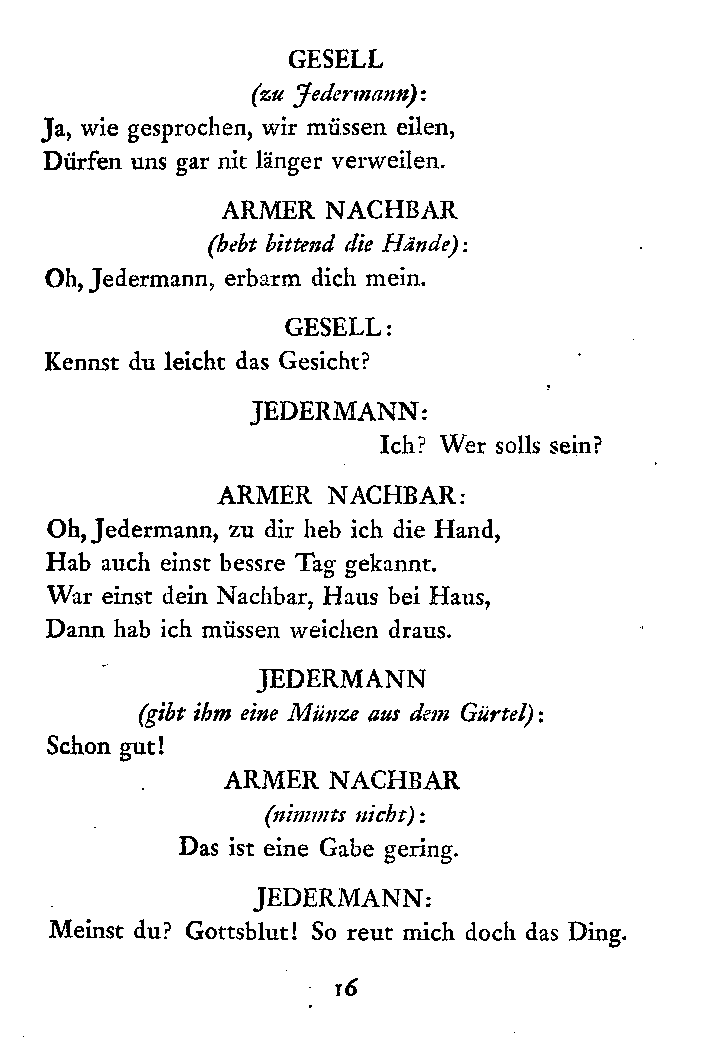 GESELL
(zu Jedermann):
Ja, wie gesprochen, wir müssen eilen,
Dürfen uns gar nit länger verweilen.
ARMER NACHBAR
(hebt bittend die Hände):
Oh, Jedermann, erbarm dich mein.
GESELL:
Kennst du leicht das Gesicht?
JEDERMANN:
Ich? Wer solls sein?
ARMER NACHBAR:
Oh, Jedermann, zu dir heb ich die Hand,
Hab auch einst bessre Tag gekannt.
War einst dein Nachbar, Haus bei Haus,
Dann hab ich müssen weichen draus.
JEDERMANN
(gibt ihm eine Münze aus dem Gürtel):
Schon gut!
ARMER NACHBAR
(nimmts nicht):
Das ist eine Gabe gering.
JEDERMANN:
Meinst du? Gottsblut! So reut mich doch das Ding.
16